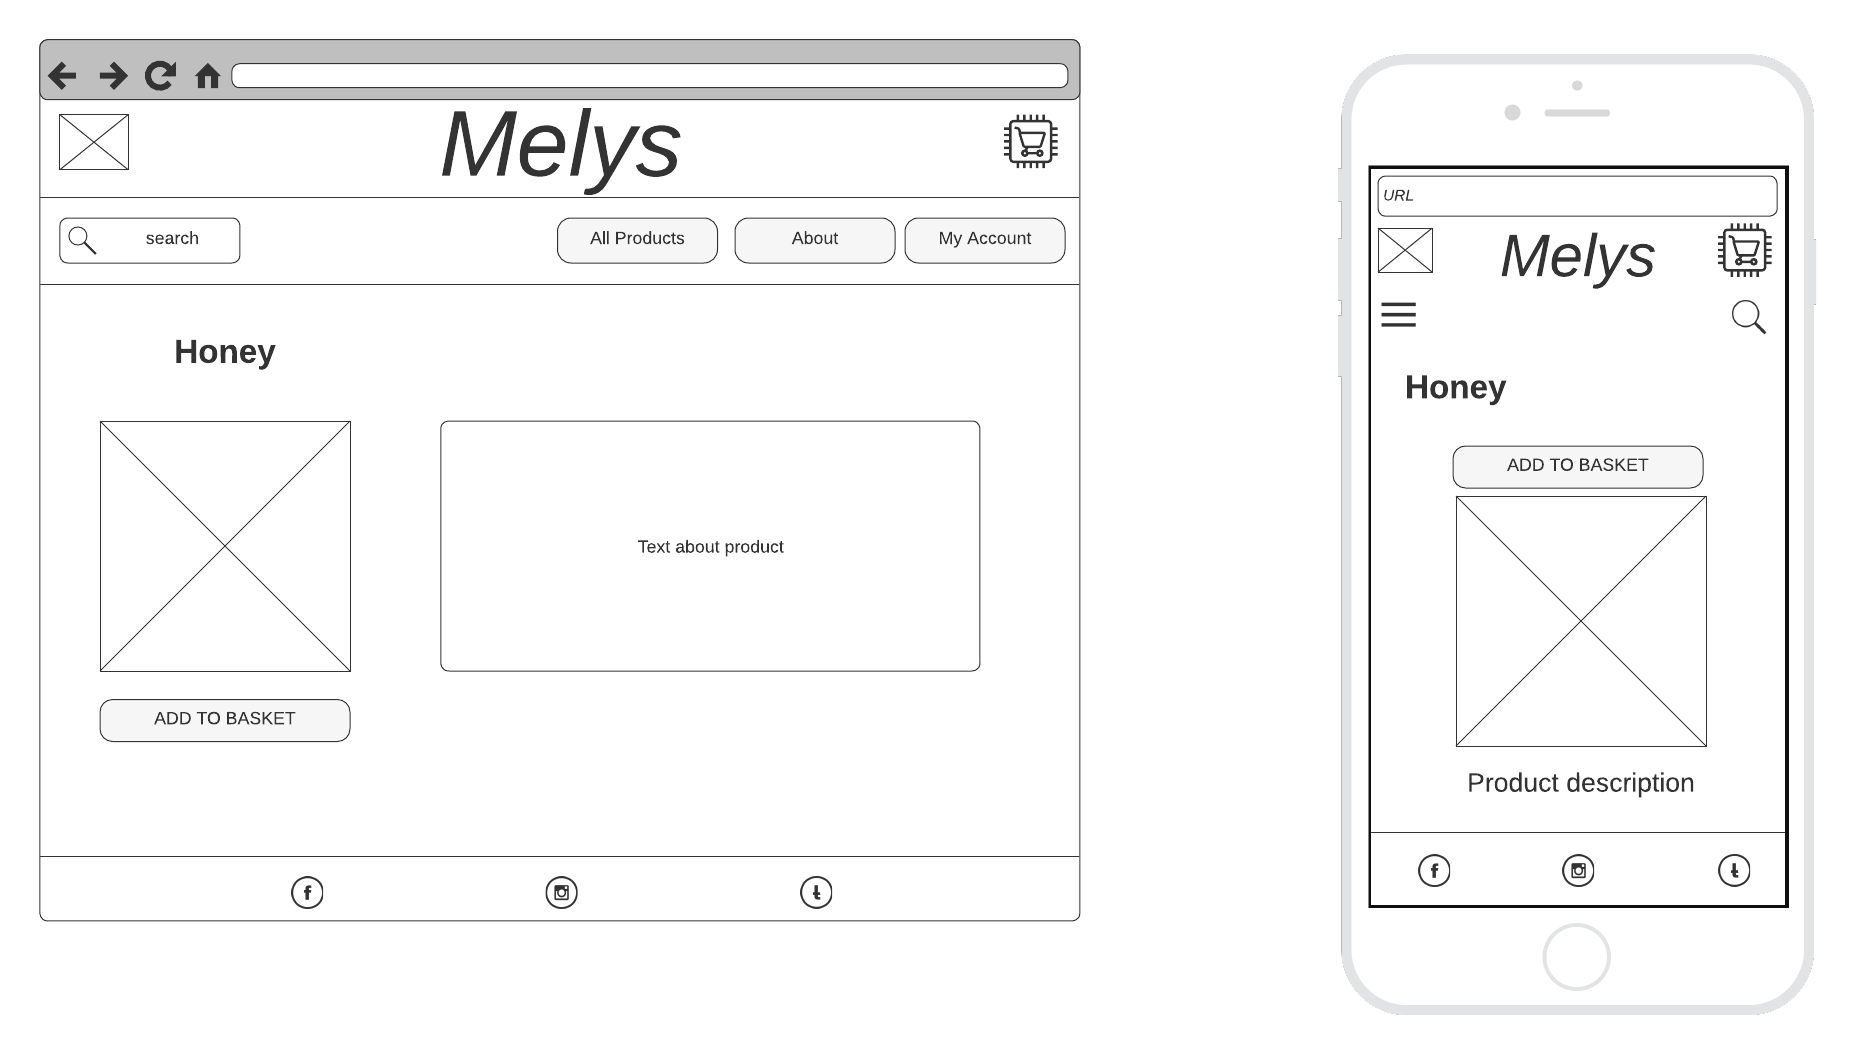 Melys
search
All Products
About
My Account
Honey
Text about product
ADD TO BASKET
URL
Melys
Honey
ADD TO BASKET
Product description